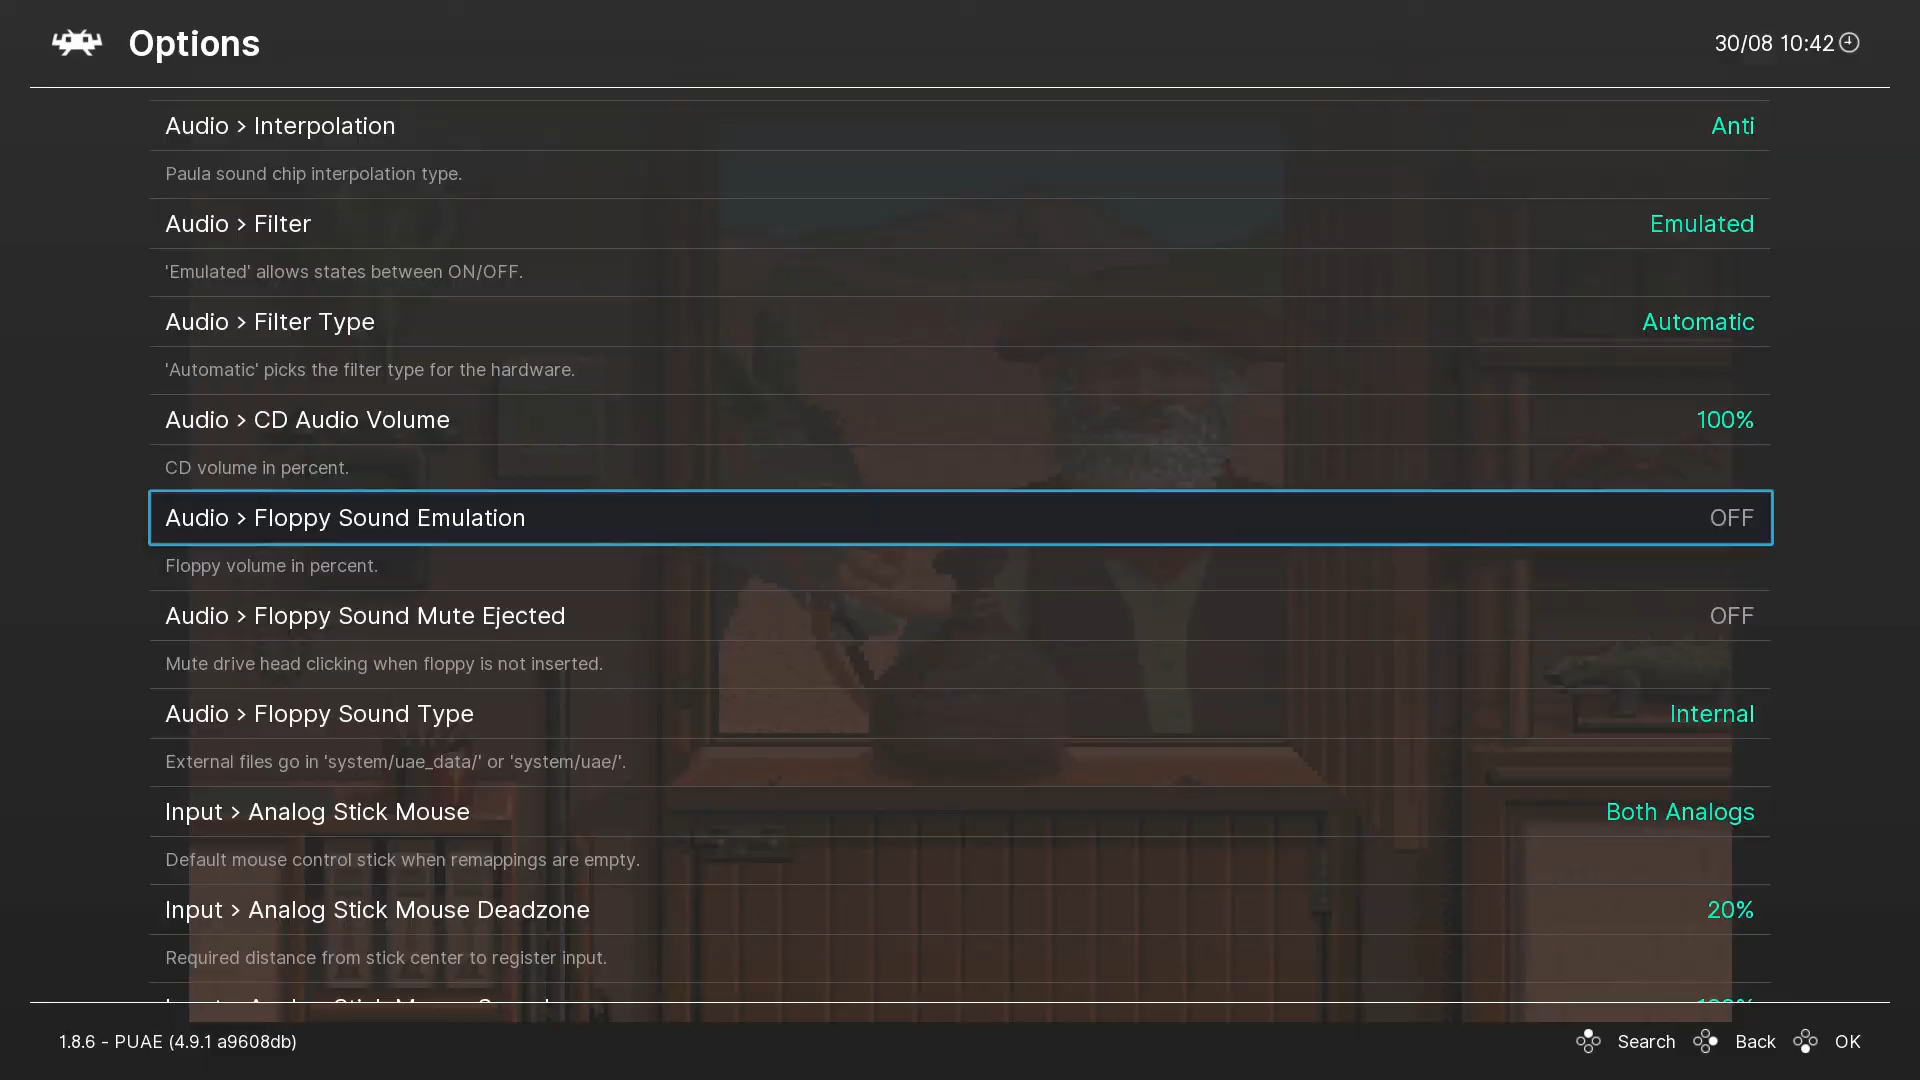 Options
30/08 10:42
Audio > Interpolation Anti
Paula sound chip interpolation type.
Audio > Filter Emulated
'Emulated' allows states between ON/OFF.
Audio > Filter Type Automatic
'Automatic' picks the filter type for the hardware.
Audio > CD Audio Volume 100%
CD volume in percent.
Audio > Floppy Sound Emulation OFF
Floppy volume in percent.
Audio > Floppy Sound Mute Ejected OFF
Mute drive head clicking when floppy is not inserted.
Audio > Floppy Sound Type Internal
External files go in 'system/uae_data/' or 'system/uae/'.
Input > Analog Stick Mouse Both Analogs
Default mouse control stick when remappings are empty.
Input > Analog Stick Mouse Deadzone 20%
Required distance from stick center to register input.
1.8.6 - PUAE (4.9.1 a9608db)
Search Back OK